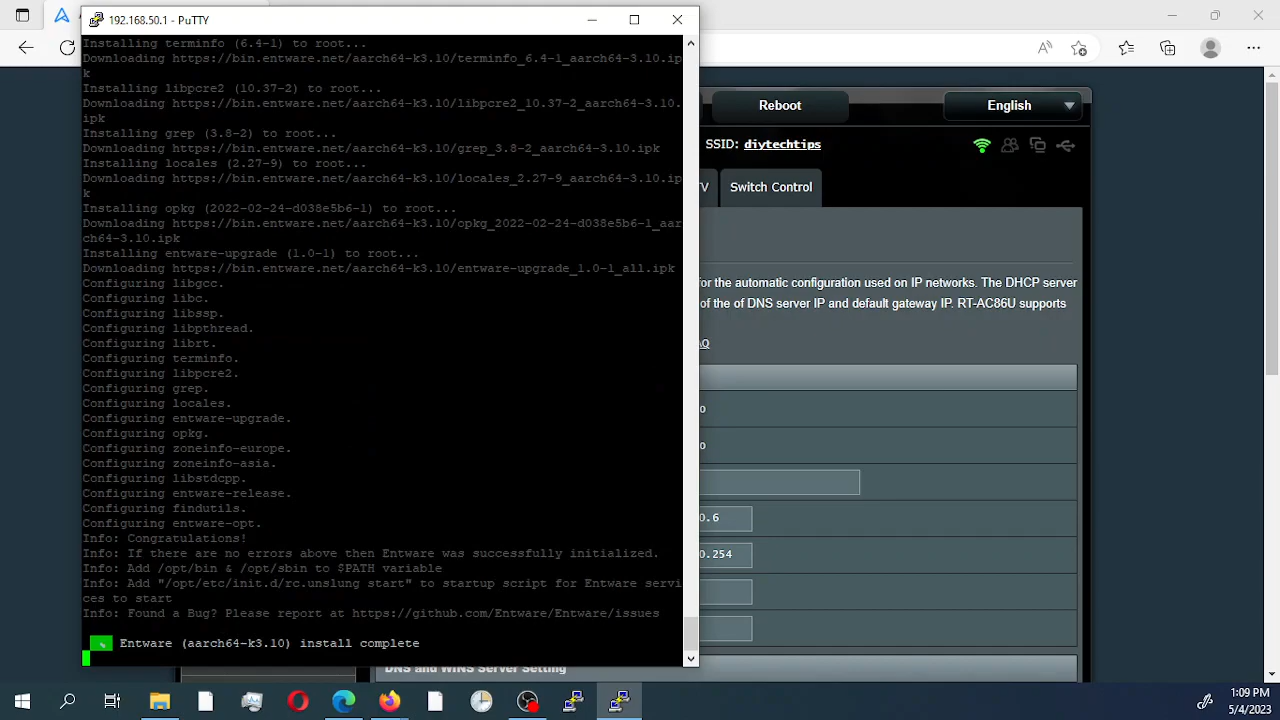 192.168.50.1 - PuTTY
Installing terminfo (6.4-1) to root...
Downloading https://bin.entware.net/aarch64-k3.10/terminfo_6.4-1_aarch64-3.10.ip
k
Installing libpcre2 (10.37-2) to root...
Downloading https://bin.entware.net/aarch64-k3.10/libpcre2_10.37-2_aarch64-3.10.
ipk
Installing grep (3.8-2) to root...
Downloading https://bin.entware.net/aarch64-k3.10/grep_3.8-2_aarch64-3.10.ipk
Installing locales (2.27-9) to root...
Downloading https://bin.entware.net/aarch64-k3.10/locales_2.27-9_aarch64-3.10.ip
k
Installing opkg (2022-02-24-d038e5b6-1) to root...
Downloading https://bin.entware.net/aarch64-k3.10/opkg_2022-02-24-d038e5b6-1_aar
ch64-3.10.ipk
Installing entware-upgrade (1.0-1) to root...
Downloading https://bin.entware.net/aarch64-k3.10/entware-upgrade_1.0-1_all.ipk
Configuring libgcc.
Configuring libc.
Configuring libssp.
Configuring libpthread.
Configuring librt.
Configuring terminfo.
Configuring libpcre2.
Configuring grep.
Configuring locales.
Configuring entware-upgrade.
Configuring opkg.
Configuring zoneinfo-europe.
Configuring zoneinfo-asia.
Configuring libstdcpp.
Configuring entware-release.
Configuring findutils.
Configuring entware-opt.
Info: Congratulations!
Info: If there are no errors above then Entware was successfully initialized.
Info: Add /opt/bin & /opt/sbin to $PATH variable
Info: Add "/opt/etc/init.d/rc.unslung start" to startup script for Entware servi
ces to start
Info: Found a Bug? Please report at https://github.com/Entware/Entware/issues
Entware (aarch64-k3.10) install complete
Reboot
English
SSID: diytechtips
V
Switch Control
for the automatic configuration used on IP networks. The DHCP server
of the of DNS server IP and default gateway IP. RT-AC86U supports
AQ
o
o
0.6
0.254
DNS and WINS Server Setting
1:09 PM
5/4/2023